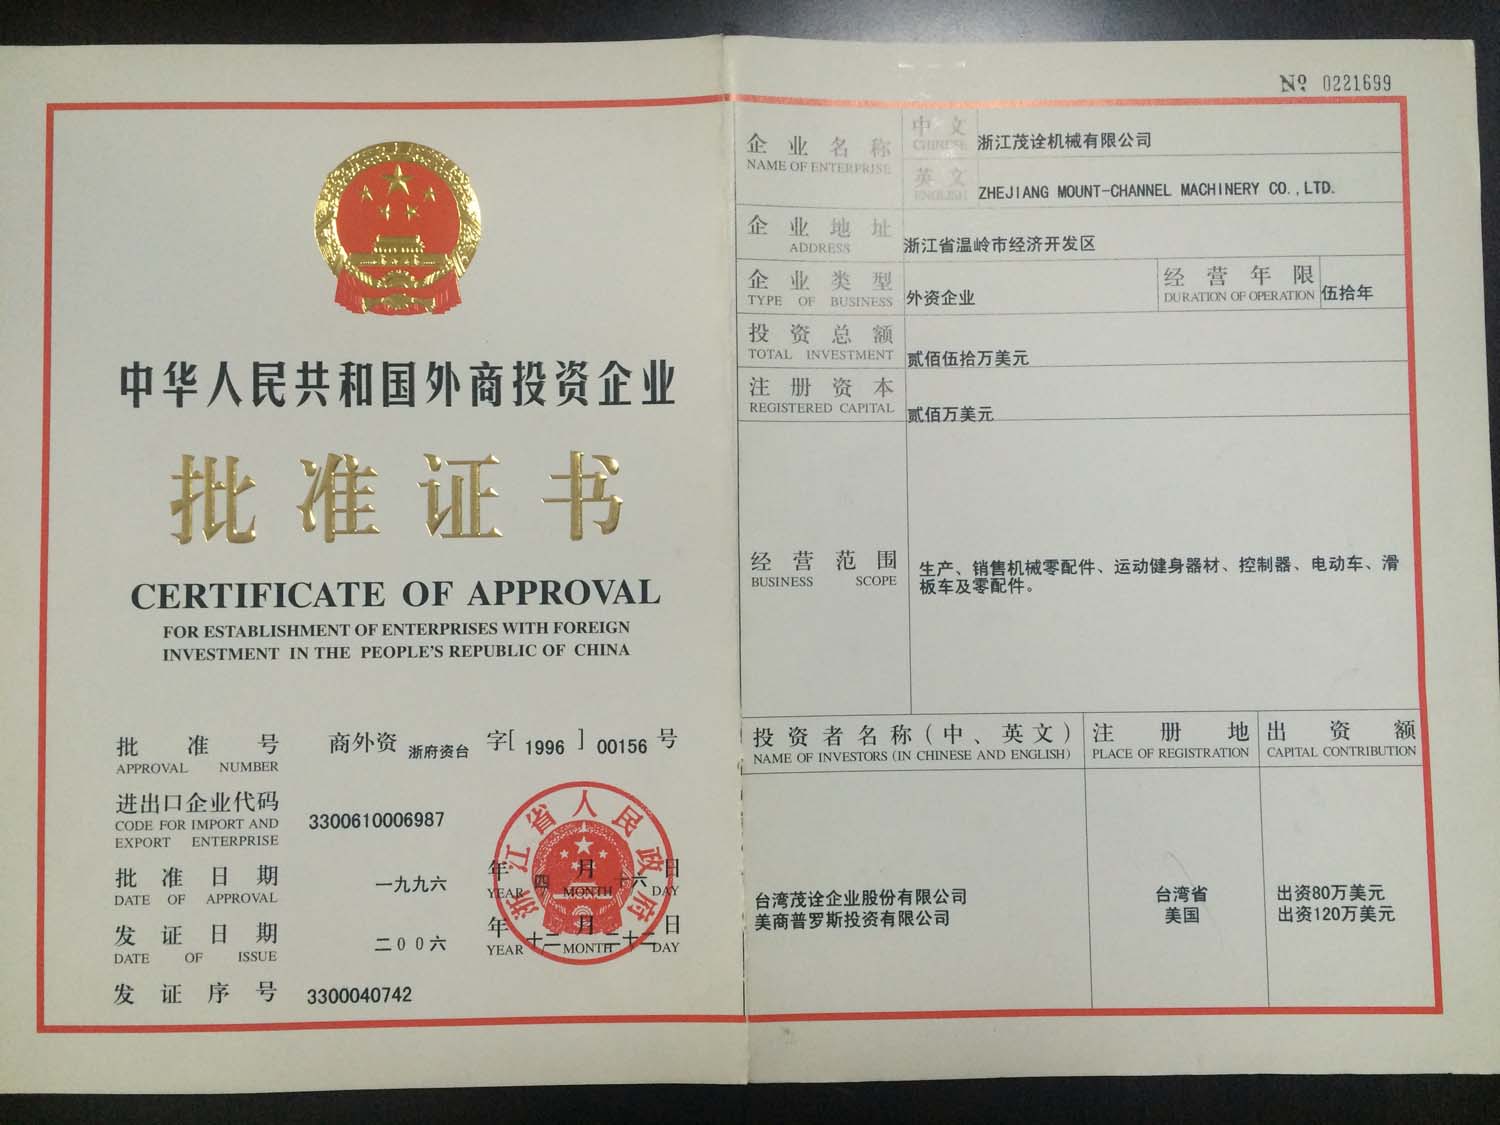 中华人民共和国外商投资企业
批准证书
CERTIFICATE OF APPROVAL
FOR ESTABLISHMENT OF ENTERPRISES WITH FOREIGN
INVESTMENT IN THE PEOPLE'S REPUBLIC OF CHINA
批准号 商外资 浙府资台 字[ 1996 ] 00156 号
APPROVAL NUMBER
进出口企业代码 3300610006987
CODE FOR IMPORT AND
EXPORT ENTERPRISE
批准日期 一九九六 年 四 月 十六 日
DATE OF APPROVAL YEAR MONTH DAY
发证日期 二00六 年 十二 月 二十二 日
DATE OF ISSUE YEAR MONTH DAY
发证序号 3300040742
浙江省人民政府
№ 0221699
企业名称 中文 浙江茂诠机械有限公司
NAME OF ENTERPRISE CHINESE
英文 ZHEJIANG MOUNT-CHANNEL MACHINERY CO.,LTD.
ENGLISH
企业地址 浙江省温岭市经济开发区
ADDRESS
企业类型 外资企业 经营年限 伍拾年
TYPE OF BUSINESS DURATION OF OPERATION
投资总额 贰佰伍拾万美元
TOTAL INVESTMENT
注册资本 贰佰万美元
REGISTERED CAPITAL
经营范围 生产、销售机械零配件、运动健身器材、控制器、电动车、滑
BUSINESS SCOPE 板车及零配件。
投资者名称(中、英文) 注册地 出资额
NAME OF INVESTORS (IN CHINESE AND ENGLISH) PLACE OF REGISTRATION CAPITAL CONTRIBUTION
台湾茂诠企业股份有限公司 台湾省 出资80万美元
美商普罗斯投资有限公司 美国 出资120万美元